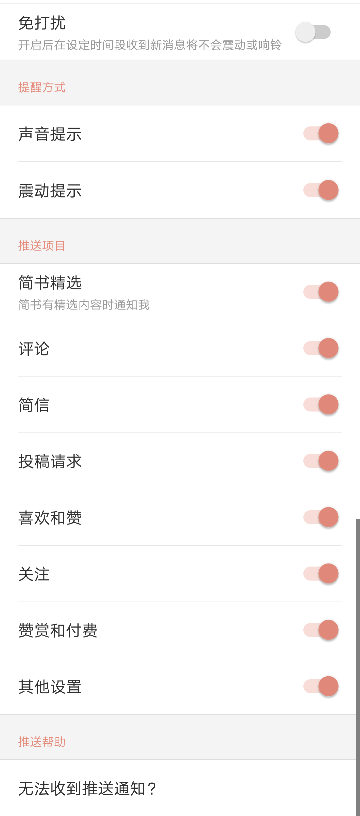 免打扰
开启后在设定时间段收到新消息将不会震动或响铃
提醒方式
声音提示
震动提示
推送项目
简书精选
简书有精选内容时通知我
评论
简信
投稿请求
喜欢和赞
关注
赞赏和付费
其他设置
推送帮助
无法收到推送通知？